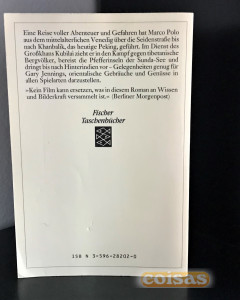 Eine Reise voller Abenteuer und Gefahren hat Marco Polo
aus dem mittelalterlichen Venedig über die Seidenstraße bis
nach Khanbalik, das heutige Peking, geführt. Im Dienst des
Großkhans Kubilai zieht er in den Kampf gegen tibetanische
Bergvölker, bereist die Pfefferinseln der Sunda-See und
dringt bis nach Hinterindien vor – Gelegenheiten genug für
Gary Jennings, orientalische Gebräuche und Genüsse in
allen Spielarten darzustellen.
»Kein Film kann ersetzen, was in diesem Roman an Wissen
und Bilderkraft versammelt ist.« (Berliner Morgenpost)
Fischer
Taschenbücher
ISBN 3-596-28202-0
coisas